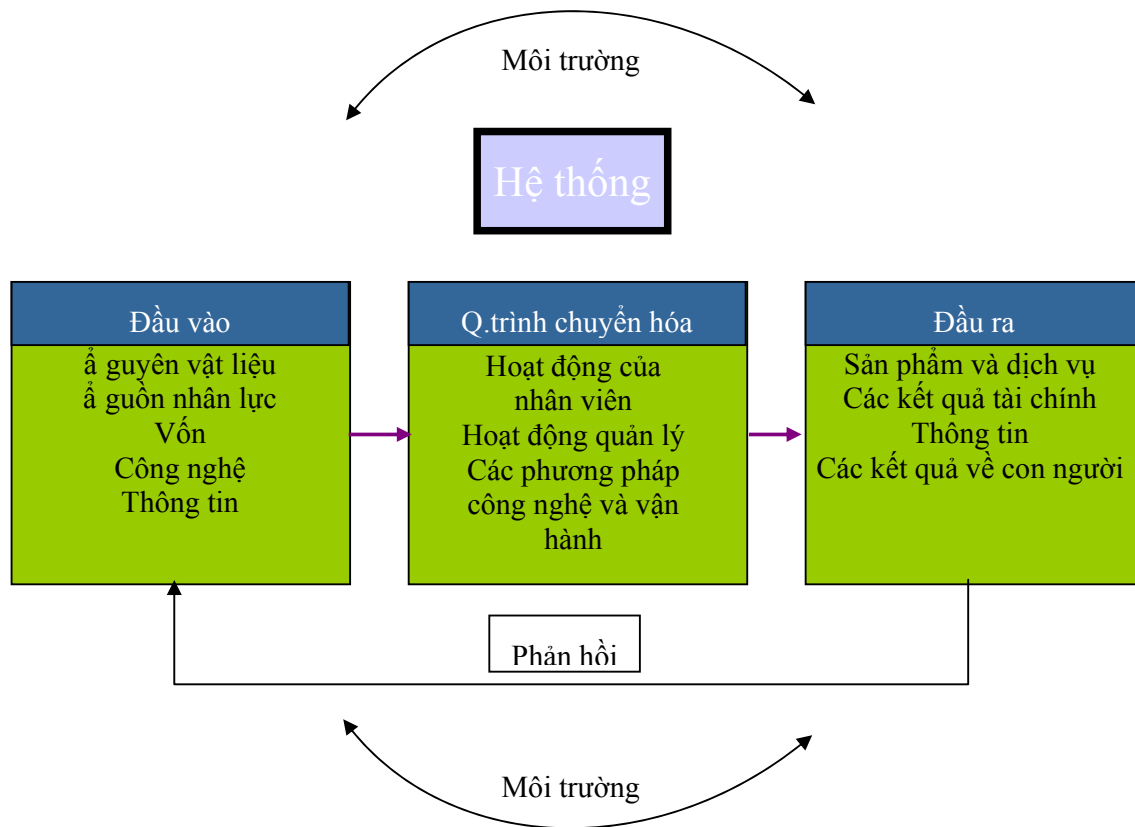 Môi trường
Hệ thống
Đầu vào
ẩ guyên vật liệu
ẩ guồn nhân lực
Vốn
Công nghệ
Thông tin
Q.trình chuyển hóa
Hoạt động của
nhân viên
Hoạt động quản lý
Các phương pháp
công nghệ và vận
hành
Đầu ra
Sản phẩm và dịch vụ
Các kết quả tài chính
Thông tin
Các kết quả về con người
Phản hồi
Môi trường